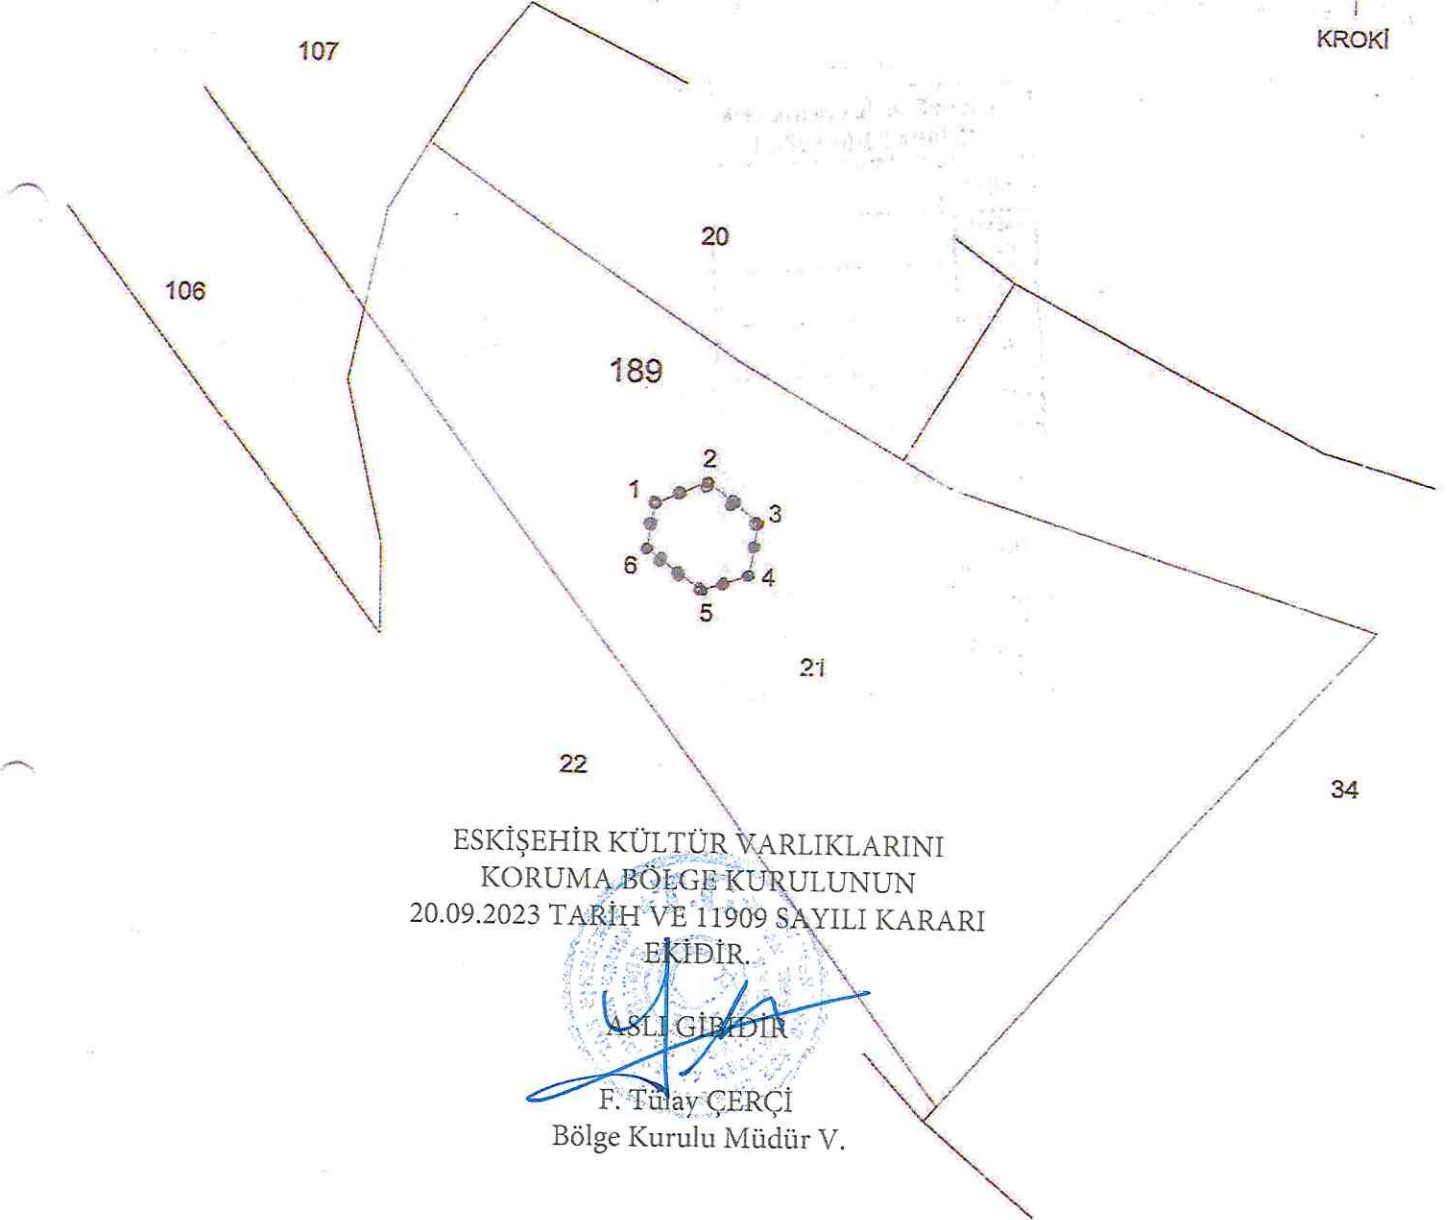 KROKİ
107
20
106
189
2
1
3
6
4
5
21
22
34
ESKİŞEHİR KÜLTÜR VARLIKLARINI
KORUMA BÖLGE KURULUNUN
20.09.2023 TARİH VE 11909 SAYILI KARARI
EKİDİR.
ASLI GİBİDİR
F. Tülay ÇERÇİ
Bölge Kurulu Müdür V.